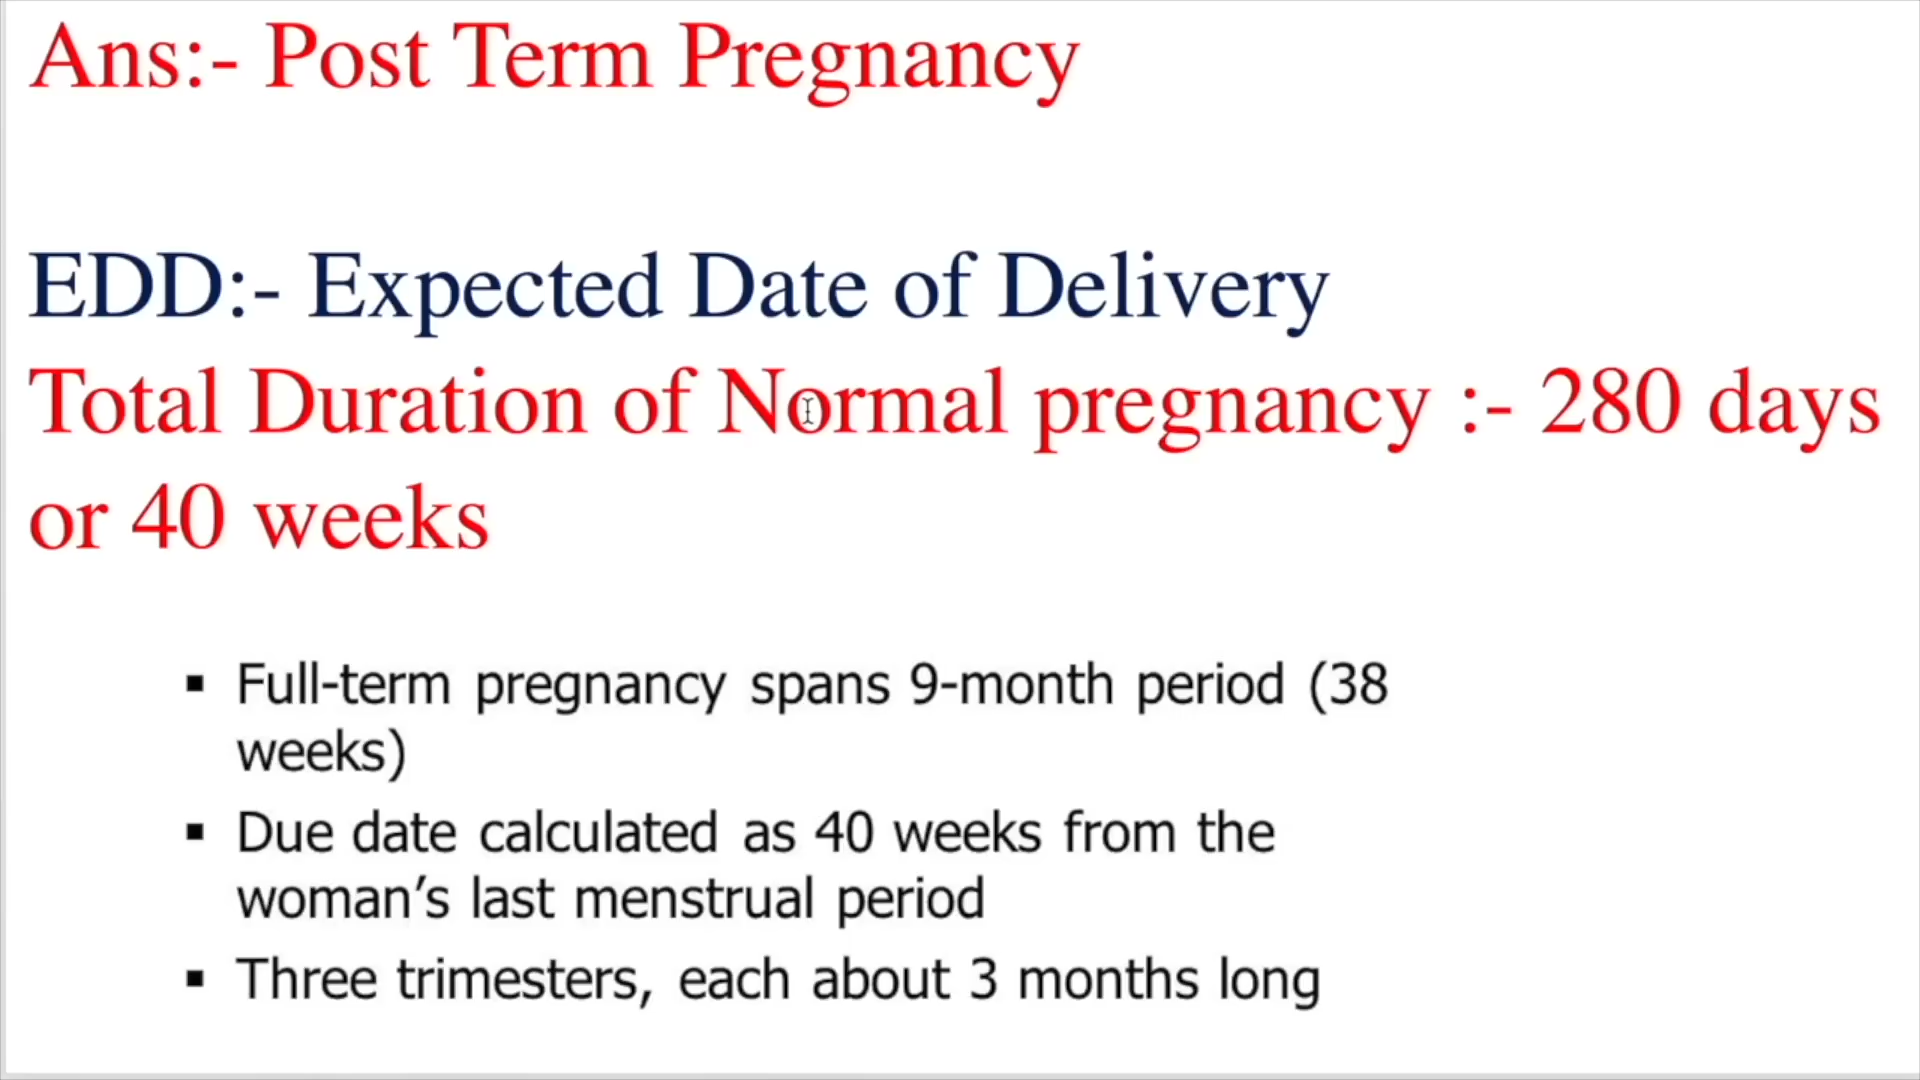 Ans:- Post Term Pregnancy
EDD:- Expected Date of Delivery
Total Duration of Normal pregnancy :- 280 days
or 40 weeks
▪ Full-term pregnancy spans 9-month period (38
weeks)
▪ Due date calculated as 40 weeks from the
woman’s last menstrual period
▪ Three trimesters, each about 3 months long